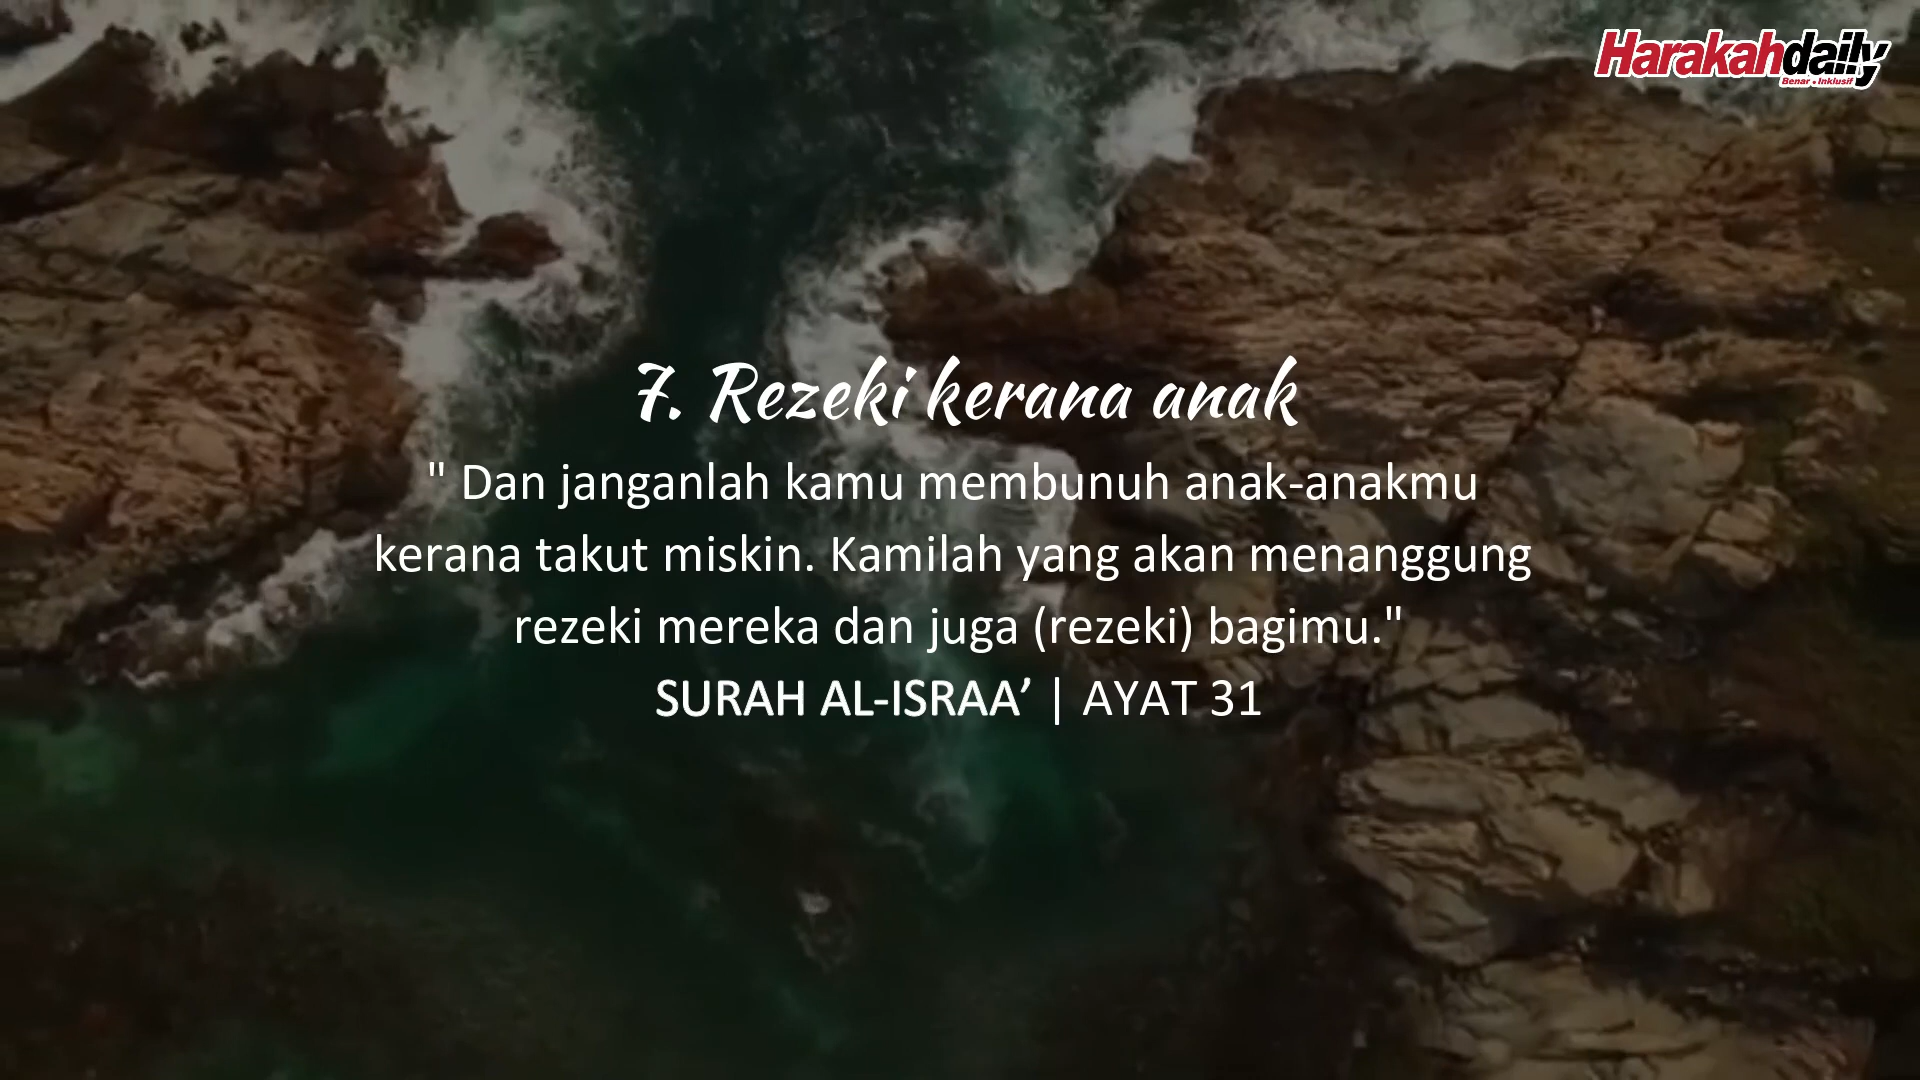 Harakahdaily
Benar • Inklusif
7. Rezeki kerana anak
" Dan janganlah kamu membunuh anak-anakmu
kerana takut miskin. Kamilah yang akan menanggung
rezeki mereka dan juga (rezeki) bagimu."
SURAH AL-ISRAA’ | AYAT 31